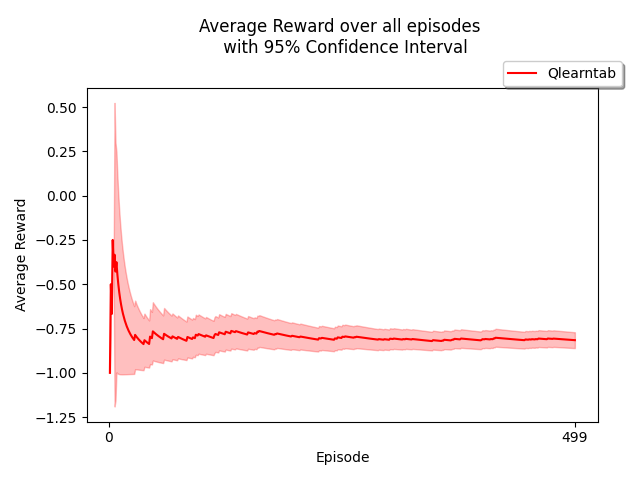 Average Reward over all episodes
with 95% Confidence Interval
Qlearntab
0.50
0.25
0.00
−0.25
−0.50
−0.75
−1.00
−1.25
Average Reward
0
499
Episode